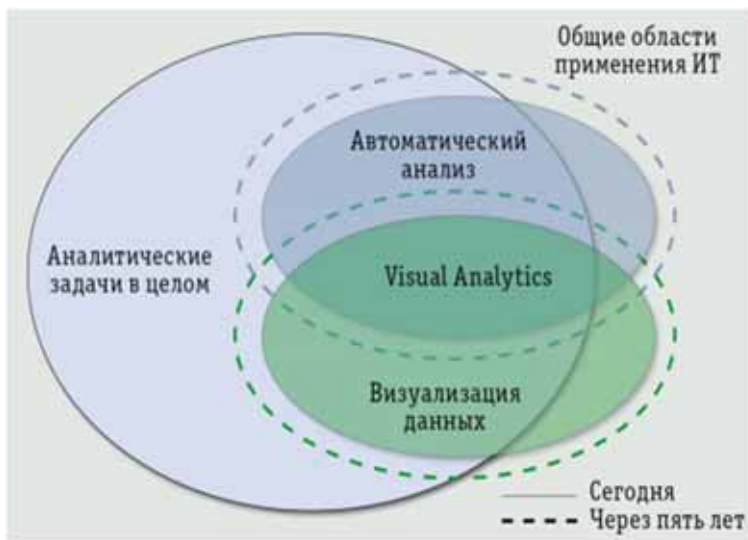 Общие области
применения ИТ
Автоматический
анализ
Аналитические
задачи в целом
Visual Analytics
Визуализация
данных
Сегодня
Через пять лет